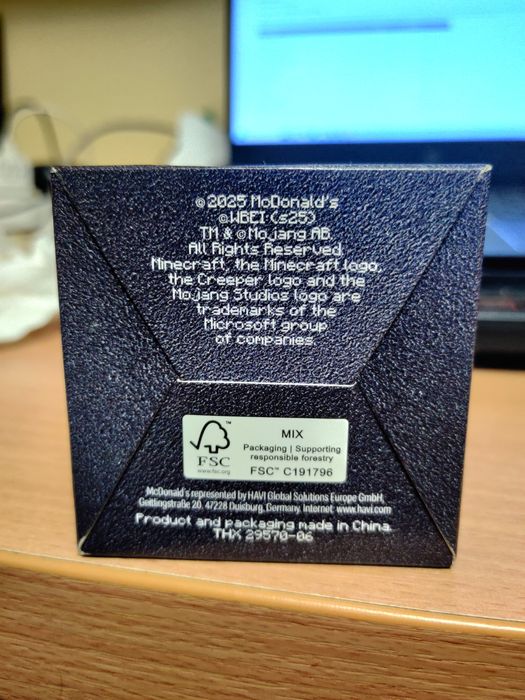 © 2025 McDonald's
© WBEI (s25)
TM & © Mojang AB.
All Rights Reserved.
Minecraft, the Minecraft logo,
the Creeper logo and the
Mojang Studios logo are
trademarks of the
Microsoft group
of companies.
FSC
www.fsc.org
MIX
Packaging | Supporting
responsible forestry
FSC™ C191796
McDonald's represented by HAVI Global Solutions Europe GmbH,
Geitlingstraße 20, 47228 Duisburg, Germany. Internet: www.havi.com
Product and packaging made in China.
THX 29570-06